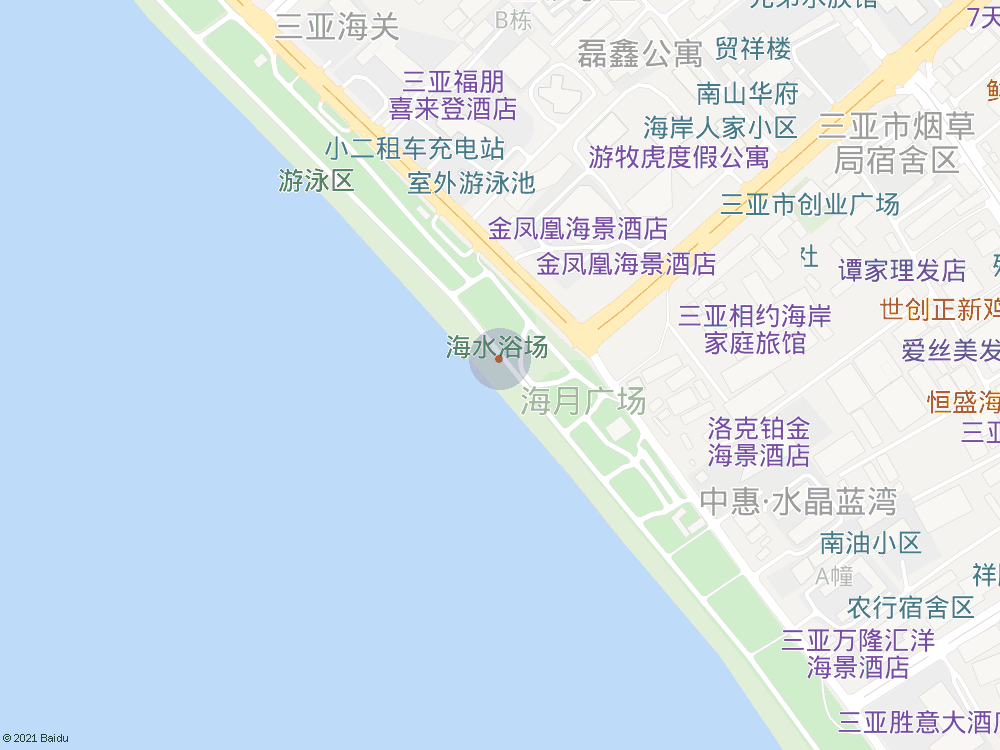 三亚海关
B栋
7天
贸祥楼
磊鑫公寓
三亚福朋
喜来登酒店
南山华府
海岸人家小区
三亚市烟草
局宿舍区
小二租车充电站
游牧虎度假公寓
游泳区
室外游泳池
三亚市创业广场
金凤凰海景酒店
金凤凰海景酒店
谭家理发店
世创正新鸡
三亚相约海岸
家庭旅馆
海水浴场
爱丝美发
海月广场
恒盛海
洛克铂金
海景酒店
三亚
中惠·水晶蓝湾
南油小区
A幢
农行宿舍区
三亚万隆汇洋
海景酒店
三亚胜意大酒店
© 2021 Baidu